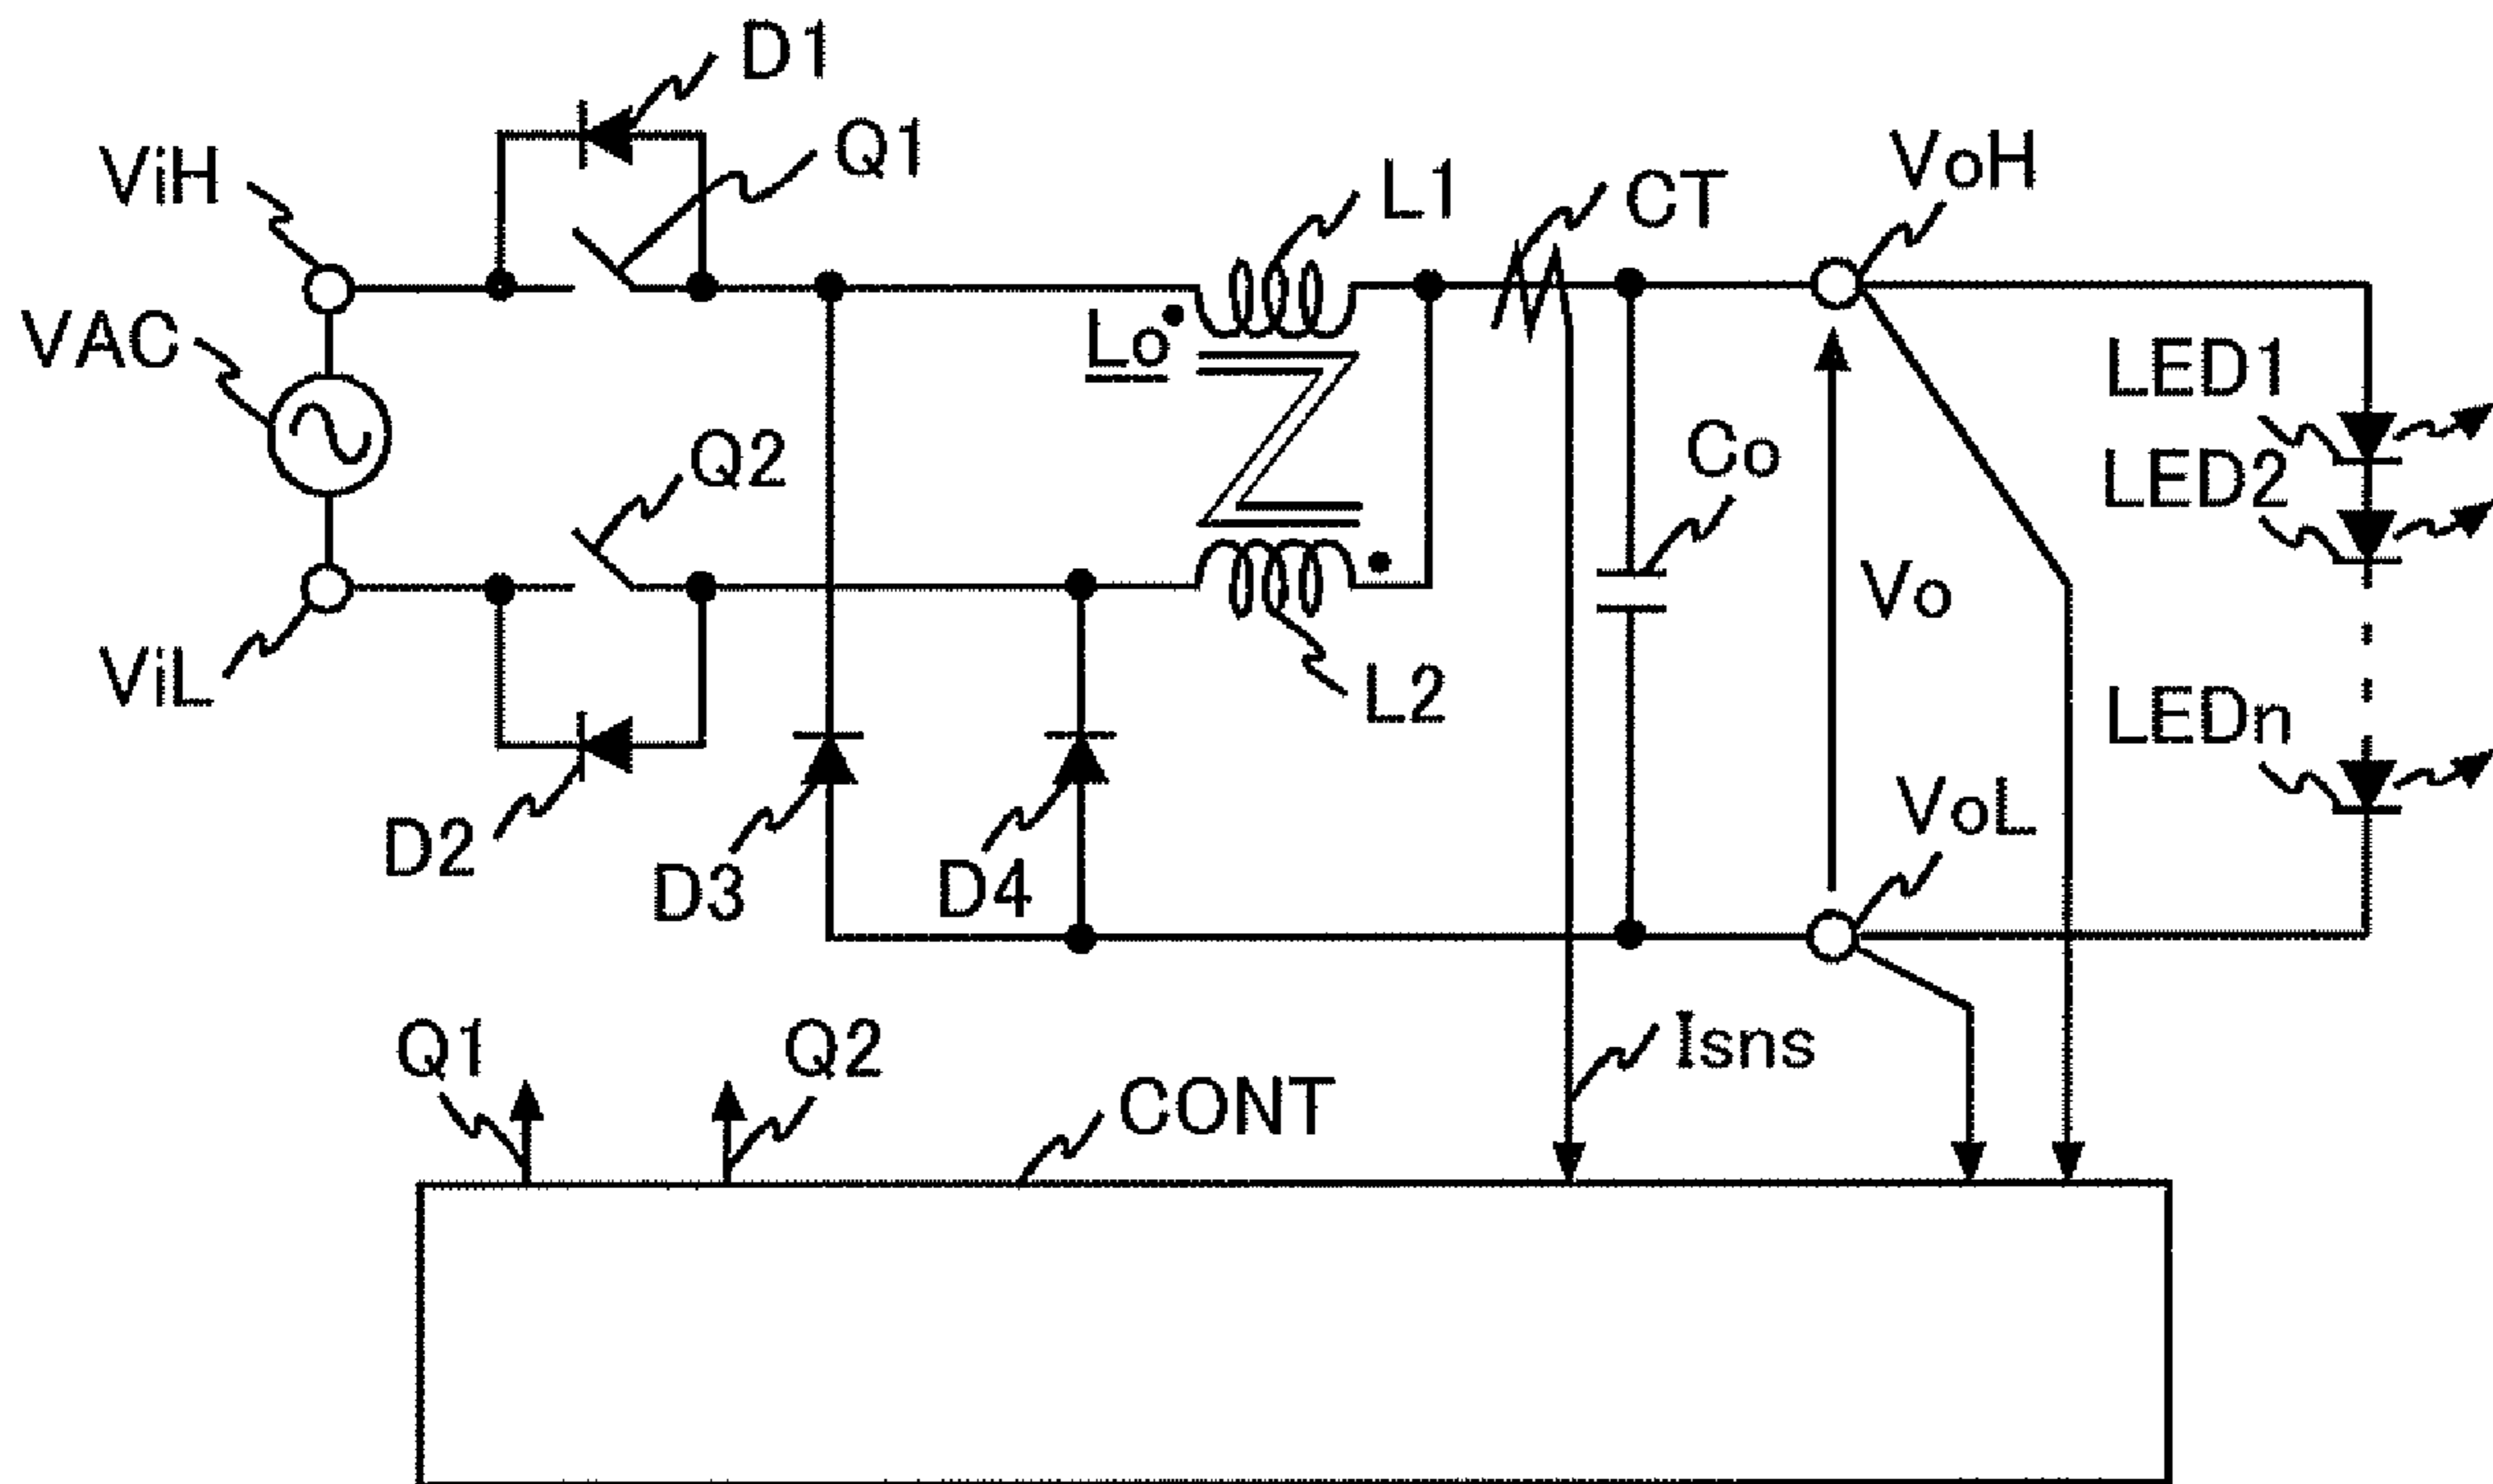 D1
Q1
ViH
L1
CT
VoH
VAC
Lo
LED1
Q2
Co
LED2
Vo
ViL
L2
LEDn
D2
D3
D4
VoL
Q1
Q2
CONT
Isns